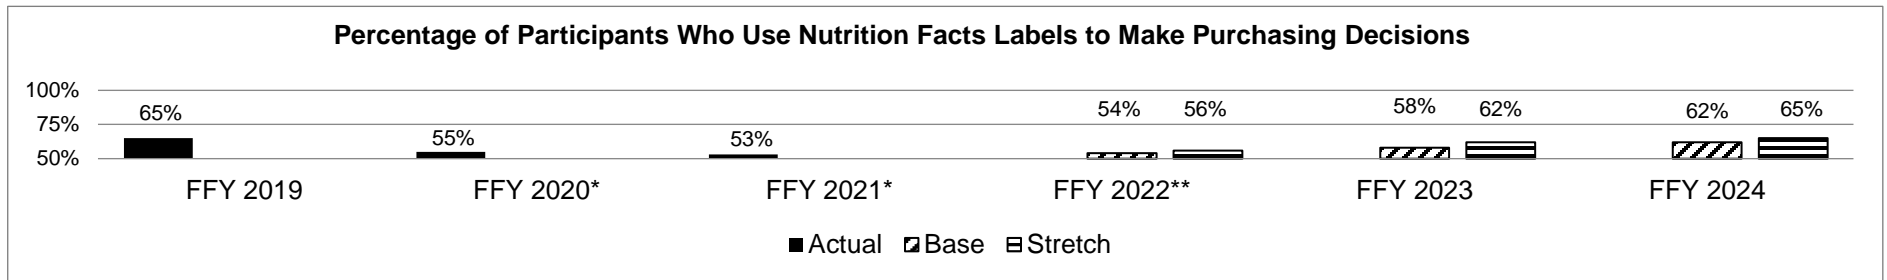 Percentage of Participants Who Use Nutrition Facts Labels to Make Purchasing Decisions
100%
75%
50%
65%
55%
53%
54%
56%
58%
62%
62%
65%
FFY 2019
FFY 2020*
FFY 2021*
FFY 2022**
FFY 2023
FFY 2024
Actual
Base
Stretch